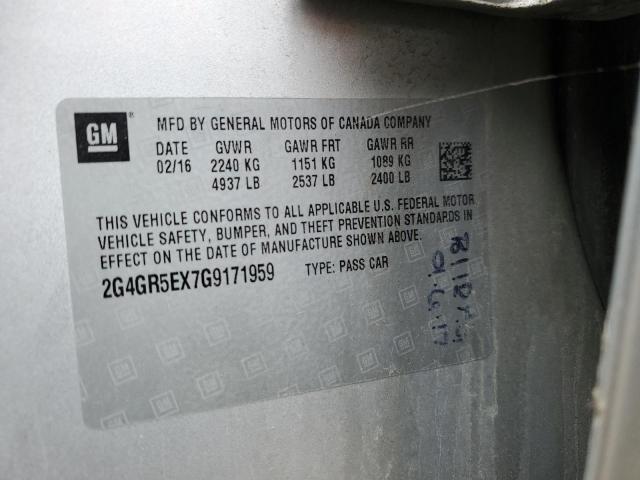 GM
MFD BY GENERAL MOTORS OF CANADA COMPANY
DATE GVWR GAWR FRT GAWR RR
02/16 2240 KG 1151 KG 1089 KG
4937 LB 2537 LB 2400 LB
THIS VEHICLE CONFORMS TO ALL APPLICABLE U.S. FEDERAL MOTOR
VEHICLE SAFETY, BUMPER, AND THEFT PREVENTION STANDARDS IN
EFFECT ON THE DATE OF MANUFACTURE SHOWN ABOVE.
2G4GR5EX7G9171959 TYPE: PASS CAR